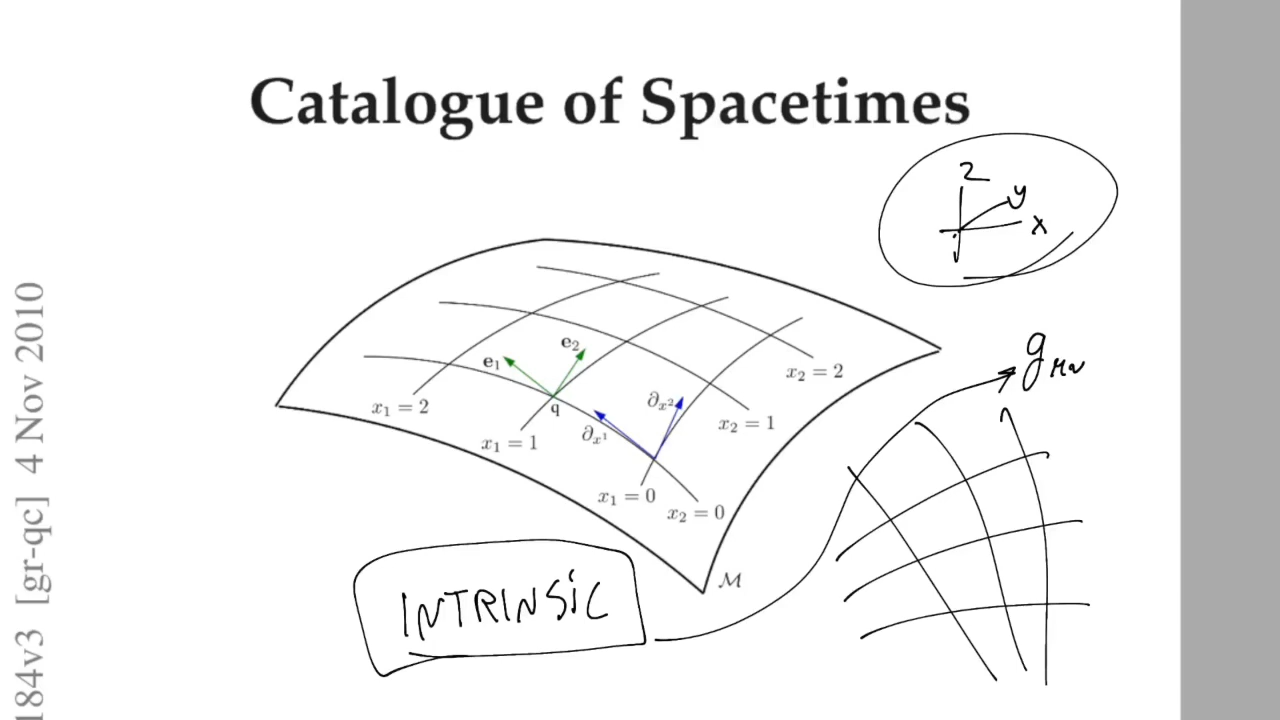 Catalogue of Spacetimes
184v3 [gr-qc] 4 Nov 2010
z
y
x
e₁
e₂
q
∂ₓ¹
∂ₓ²
x₁ = 2
x₁ = 1
x₁ = 0
x₂ = 2
x₂ = 1
x₂ = 0
M
gμν
INTRINSIC